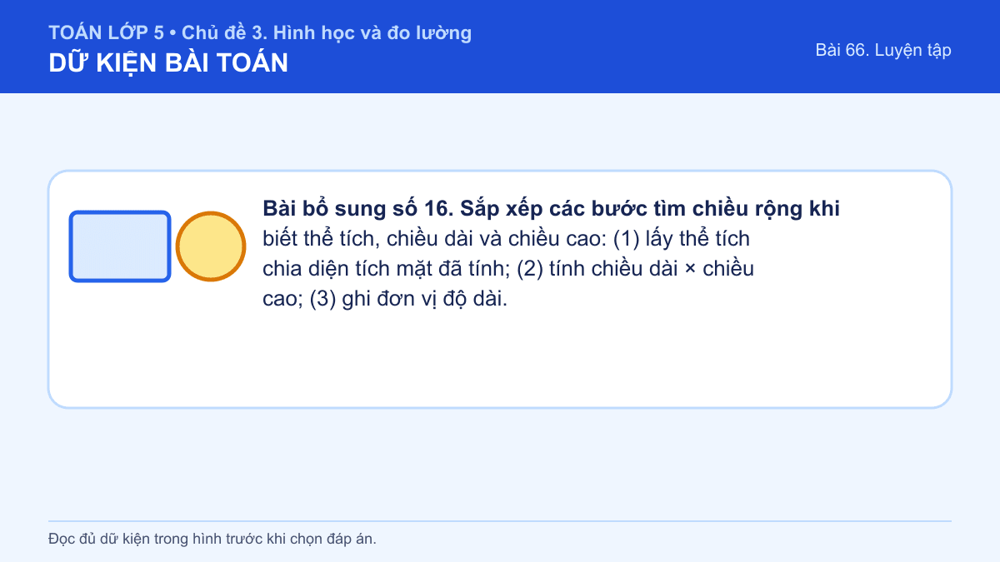 TOÁN LỚP 5 • Chủ đề 3. Hình học và đo lường
DỮ KIỆN BÀI TOÁN
Bài 66. Luyện tập
Bài bổ sung số 16. Sắp xếp các bước tìm chiều rộng khi
biết thể tích, chiều dài và chiều cao: (1) lấy thể tích
chia diện tích mặt đã tính; (2) tính chiều dài × chiều
cao; (3) ghi đơn vị độ dài.
Đọc đủ dữ kiện trong hình trước khi chọn đáp án.